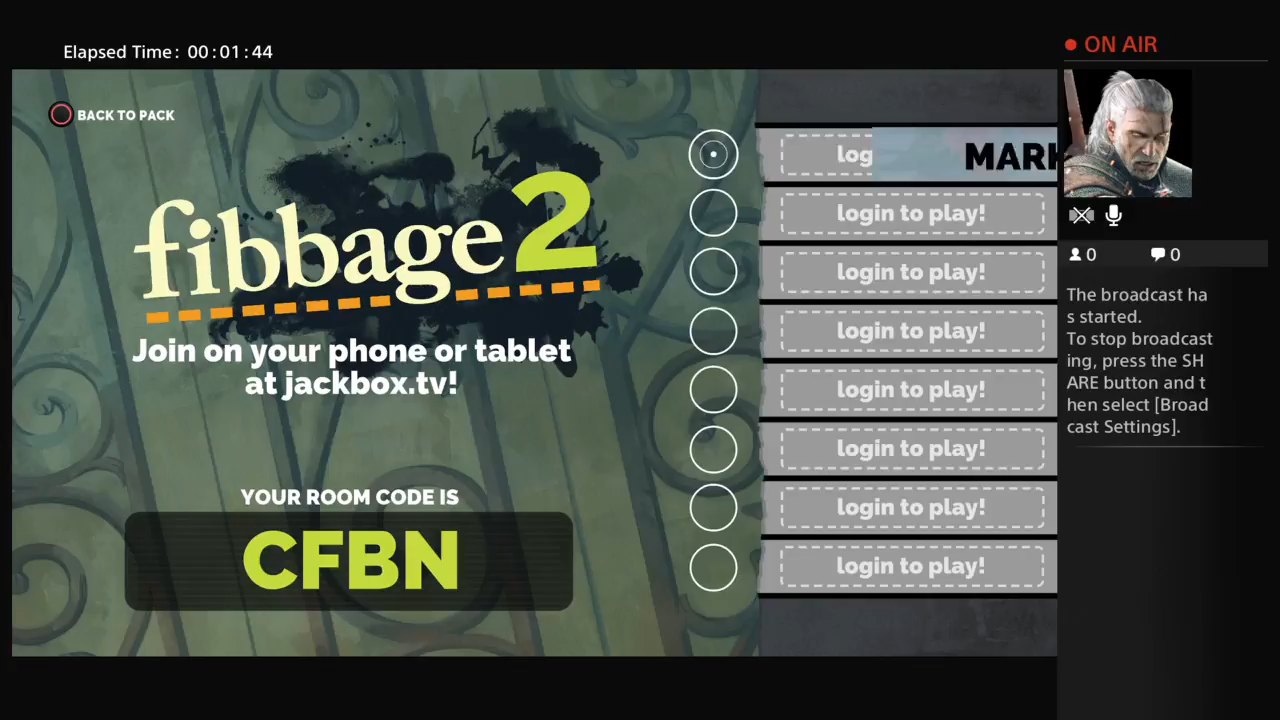 Elapsed Time: 00:01:44
ON AIR
BACK TO PACK
fibbage 2
Join on your phone or tablet
at jackbox.tv!
YOUR ROOM CODE IS
CFBN
log MARK
login to play!
login to play!
login to play!
login to play!
login to play!
login to play!
login to play!
0 0
The broadcast ha
s started.
To stop broadcast
ing, press the SH
ARE button and t
hen select [Broad
cast Settings].